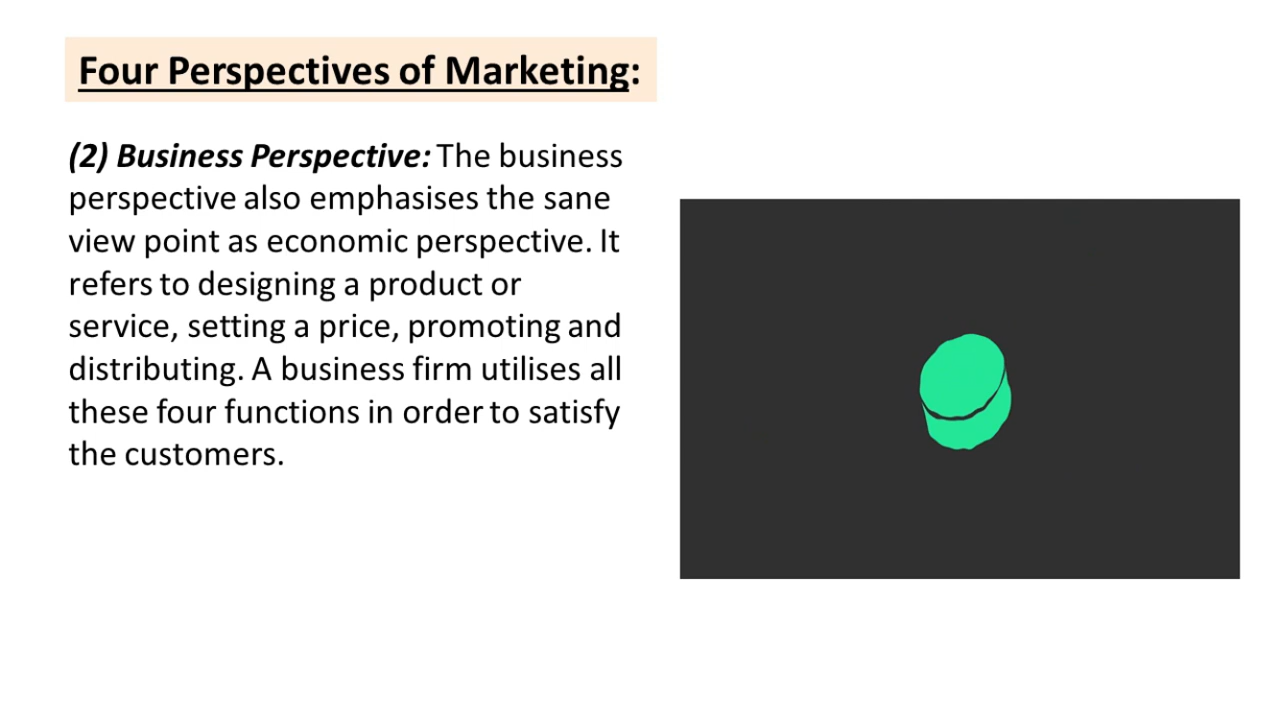 Four Perspectives of Marketing:
(2) Business Perspective: The business
perspective also emphasises the sane
view point as economic perspective. It
refers to designing a product or
service, setting a price, promoting and
distributing. A business firm utilises all
these four functions in order to satisfy
the customers.